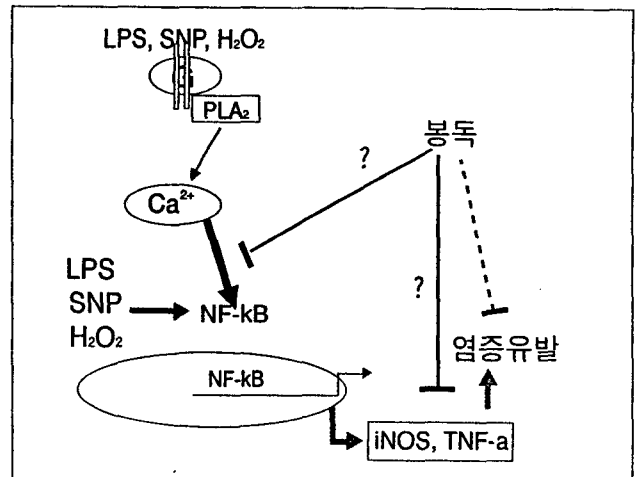 LPS, SNP, H₂O₂
PLA₂
봉독
?
Ca²⁺
?
LPS
SNP
H₂O₂
NF-kB
염증유발
NF-kB
iNOS, TNF-a